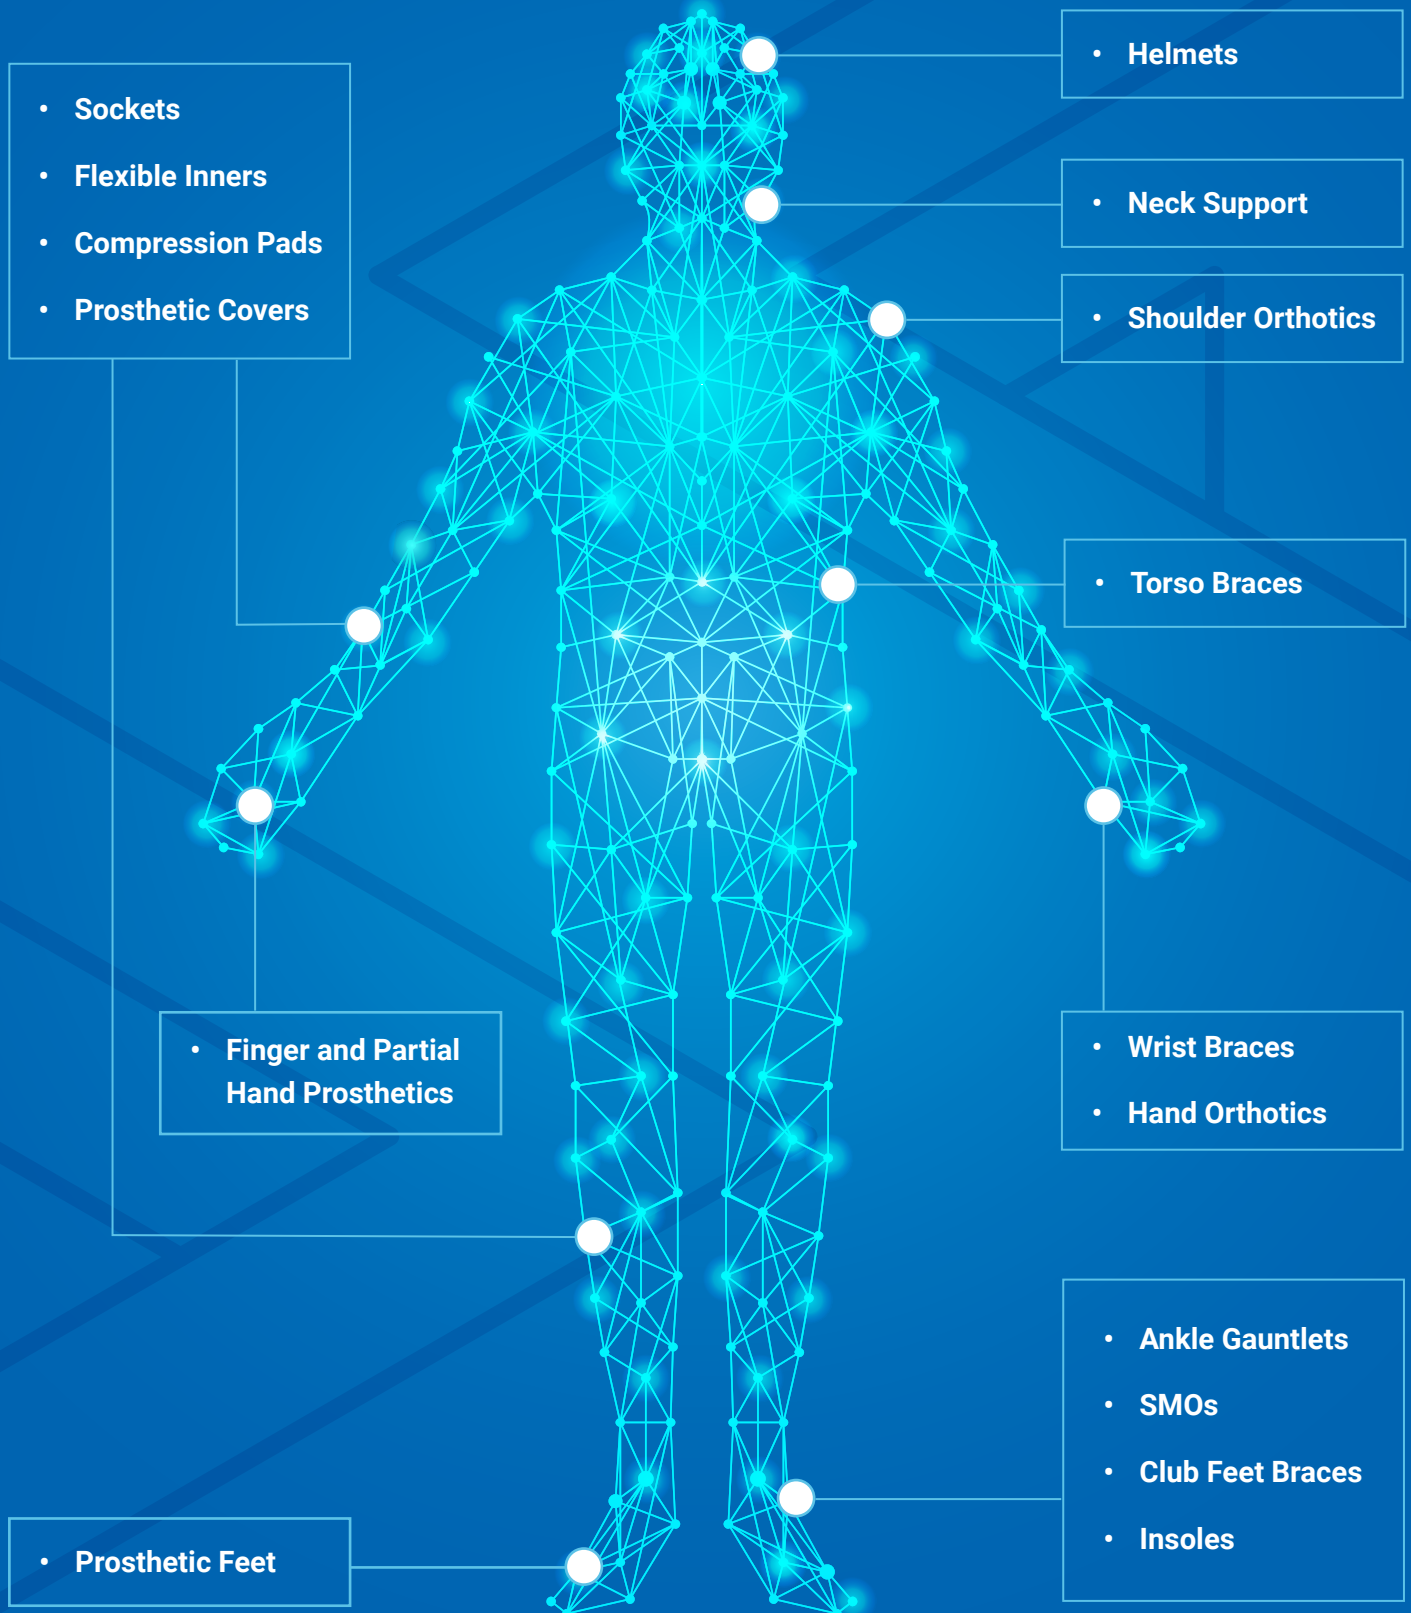 • Sockets
• Flexible Inners
• Compression Pads
• Prosthetic Covers
• Helmets
• Neck Support
• Shoulder Orthotics
• Torso Braces
• Finger and Partial
Hand Prosthetics
• Wrist Braces
• Hand Orthotics
• Ankle Gauntlets
• SMOs
• Club Feet Braces
• Insoles
• Prosthetic Feet